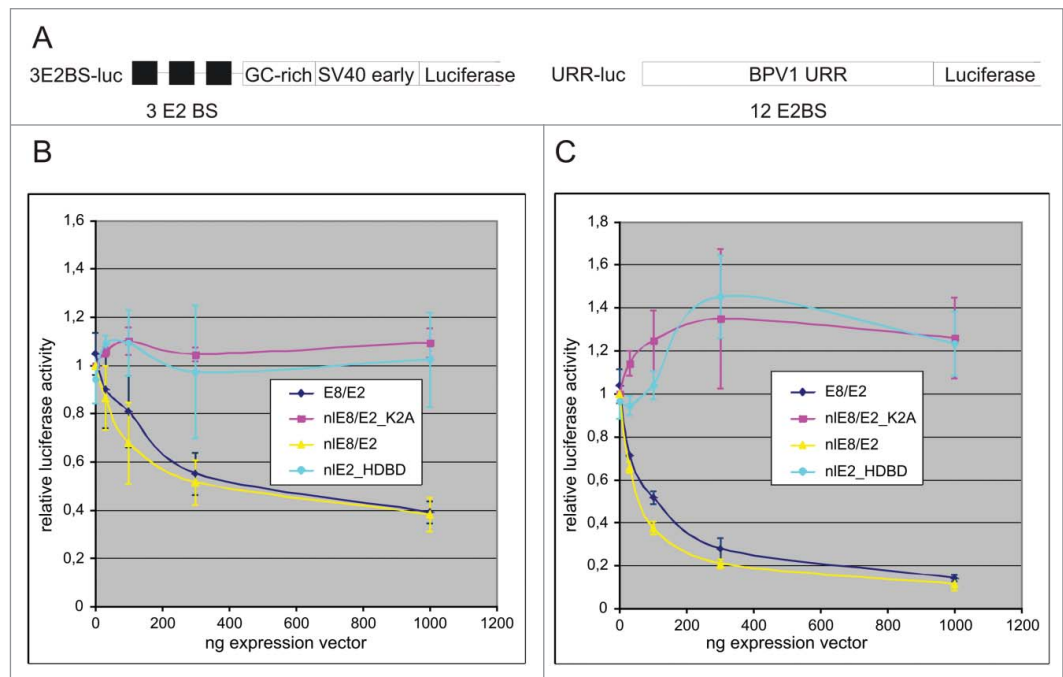 A
3E2BS-luc GC-rich SV40 early Luciferase
3 E2 BS
URR-luc BPV1 URR Luciferase
12 E2BS
B
relative luciferase activity
1,6
1,4
1,2
1
0,8
0,6
0,4
0,2
0
0 200 400 600 800 1000 1200
ng expression vector
E8/E2
nlE8/E2_K2A
nlE8/E2
nlE2_HDBD
C
relative luciferase activity
1,8
1,6
1,4
1,2
1
0,8
0,6
0,4
0,2
0
0 200 400 600 800 1000 1200
ng expression vector
E8/E2
nlE8/E2_K2A
nlE8/E2
nlE2_HDBD